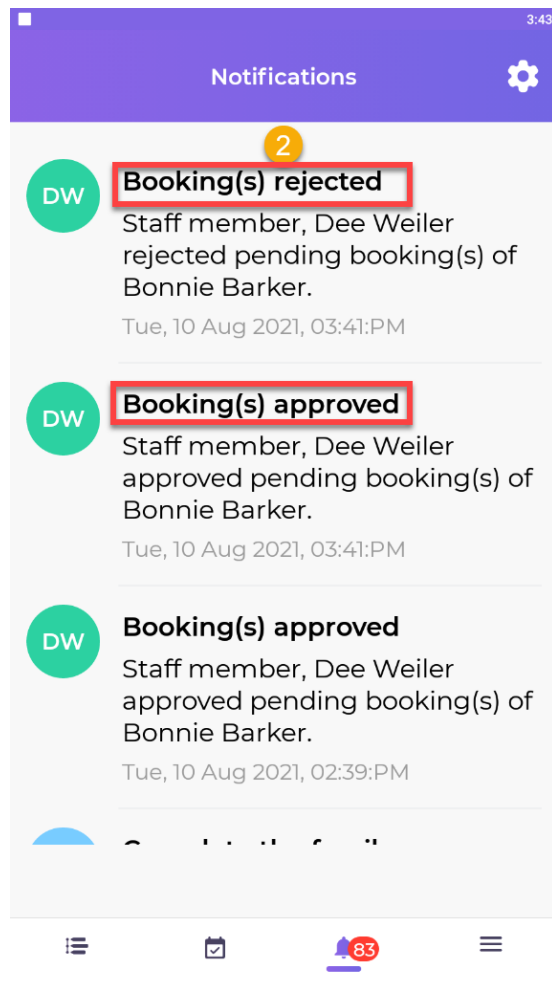 3:43
Notifications
2
DW
Booking(s) rejected
Staff member, Dee Weiler
rejected pending booking(s) of
Bonnie Barker.
Tue, 10 Aug 2021, 03:41:PM
DW
Booking(s) approved
Staff member, Dee Weiler
approved pending booking(s) of
Bonnie Barker.
Tue, 10 Aug 2021, 03:41:PM
DW
Booking(s) approved
Staff member, Dee Weiler
approved pending booking(s) of
Bonnie Barker.
Tue, 10 Aug 2021, 02:39:PM
83